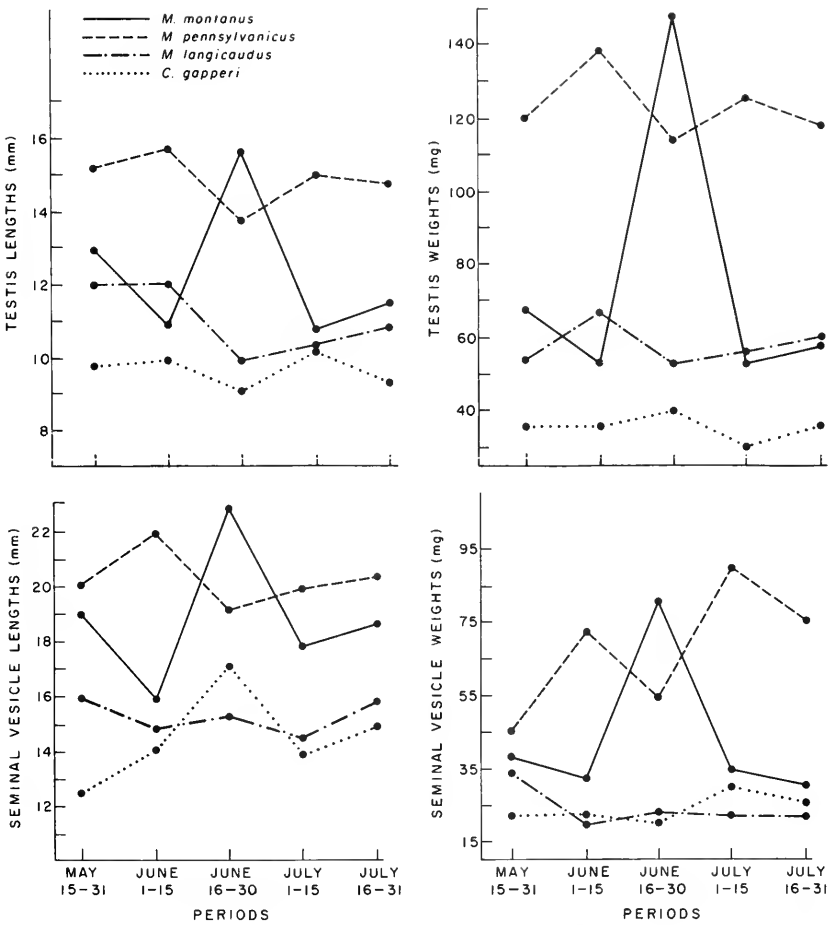 M. montanus
M pennsylvanicus
M langicaudus
C. gapperi
TESTIS LENGTHS (mm)
16
14
12
10
8
TESTIS WEIGHTS (mg)
140
120
100
80
60
40
SEMINAL VESICLE LENGTHS (mm)
22
20
18
16
14
12
MAY 15-31
JUNE 1-15
JUNE 16-30
JULY 1-15
JULY 16-31
PERIODS
SEMINAL VESICLE WEIGHTS (mg)
95
75
55
35
15
MAY 15-31
JUNE 1-15
JUNE 16-30
JULY 1-15
JULY 16-31
PERIODS